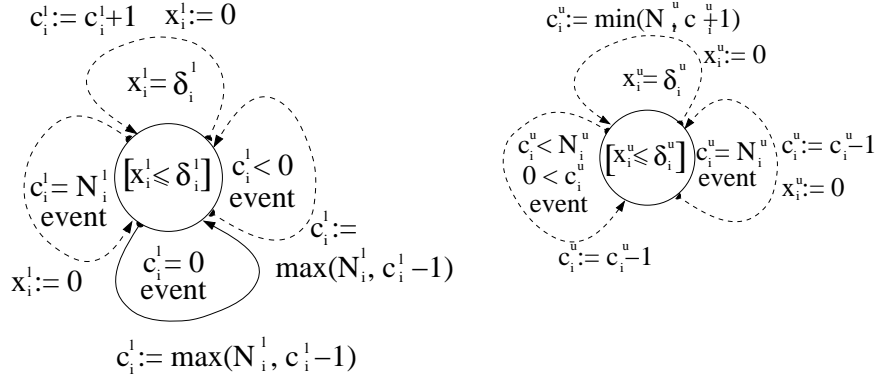 c_i^l := c_i^l+1 x_i^l := 0
x_i^l = δ_i^l
[x_i^l ≤ δ_i^l]
c_i^l = N_i^l
event
c_i^l < 0
event
c_i^l = 0
event
x_i^l := 0
c_i^l :=
max(N_i^l, c_i^l −1)
c_i^l := max(N_i^l, c_i^l −1)
c_i^u := min(N_i^u, c_i^u+1)
x_i^u := 0
x_i^u = δ_i^u
c_i^u < N_i^u
0 < c_i^u
event
[x_i^u ≤ δ_i^u]
c_i^u = N_i^u
event
c_i^u := c_i^u−1
x_i^u := 0
c_i^u := c_i^u−1